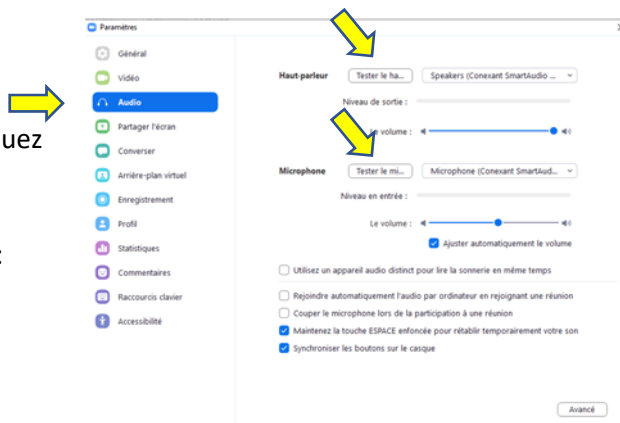 Paramètres
Général
Vidéo
Audio
Partager l'écran
Converser
Arrière-plan virtuel
Enregistrement
Profil
Statistiques
Commentaires
Raccourcis clavier
Accessibilité
uez
:
Haut-parleur Tester le ha... Speakers (Conexant SmartAudio ...
Niveau de sortie :
Le volume :
Microphone Tester le mi... Microphone (Conexant SmartAud...
Niveau en entrée :
Le volume :
Ajuster automatiquement le volume
Utilisez un appareil audio distinct pour lire la sonnerie en même temps
Rejoindre automatiquement l'audio par ordinateur en rejoignant une réunion
Couper le microphone lors de la participation à une réunion
Maintenez la touche ESPACE enfoncée pour rétablir temporairement votre son
Synchroniser les boutons sur le casque
Avancé